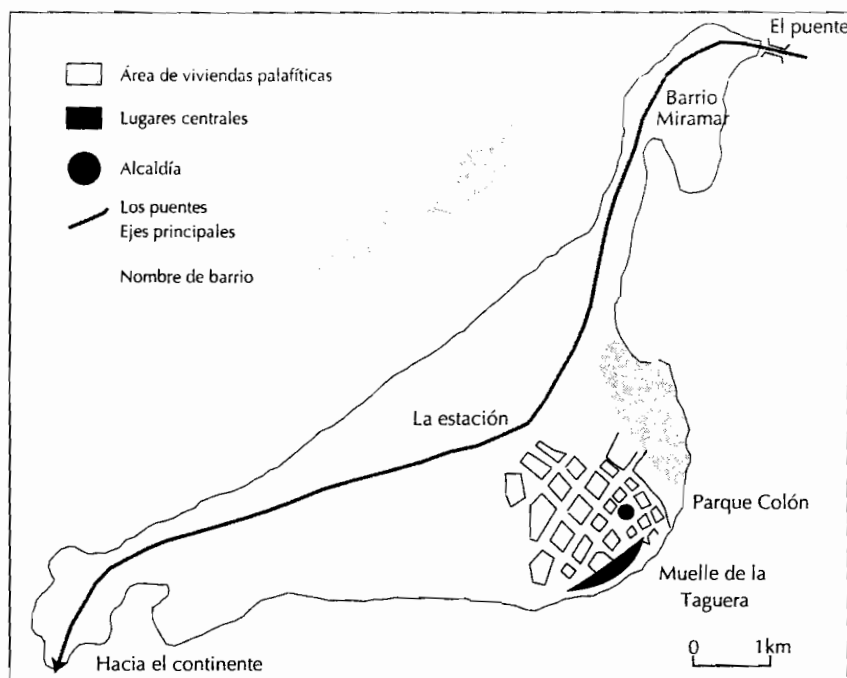 El puente
Área de viviendas palafíticas
Lugares centrales
Alcaldía
Los puentes
Ejes principales
Nombre de barrio
Barrio
Miramar
La estación
Parque Colón
Muelle de la
Taguera
Hacia el continente
0 1km